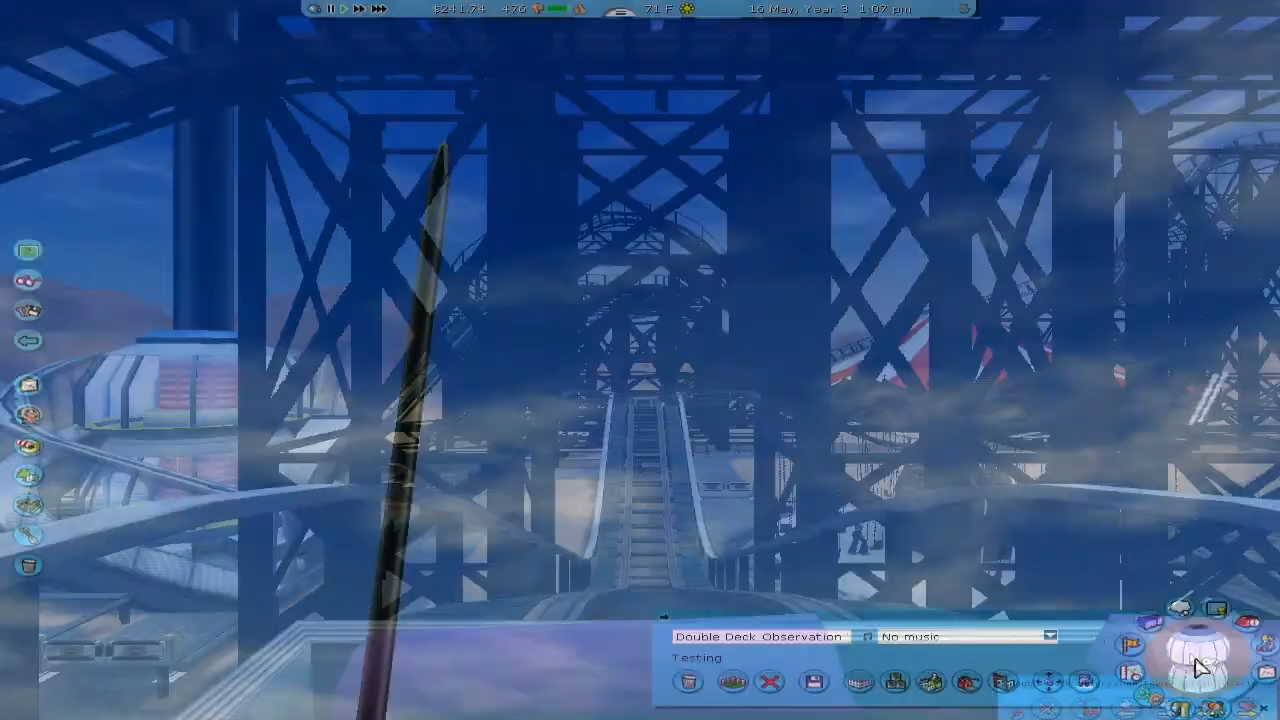 $241.74 476 71 F 16 May, Year 3 1:07 pm
Double Deck Observation No music
Testing